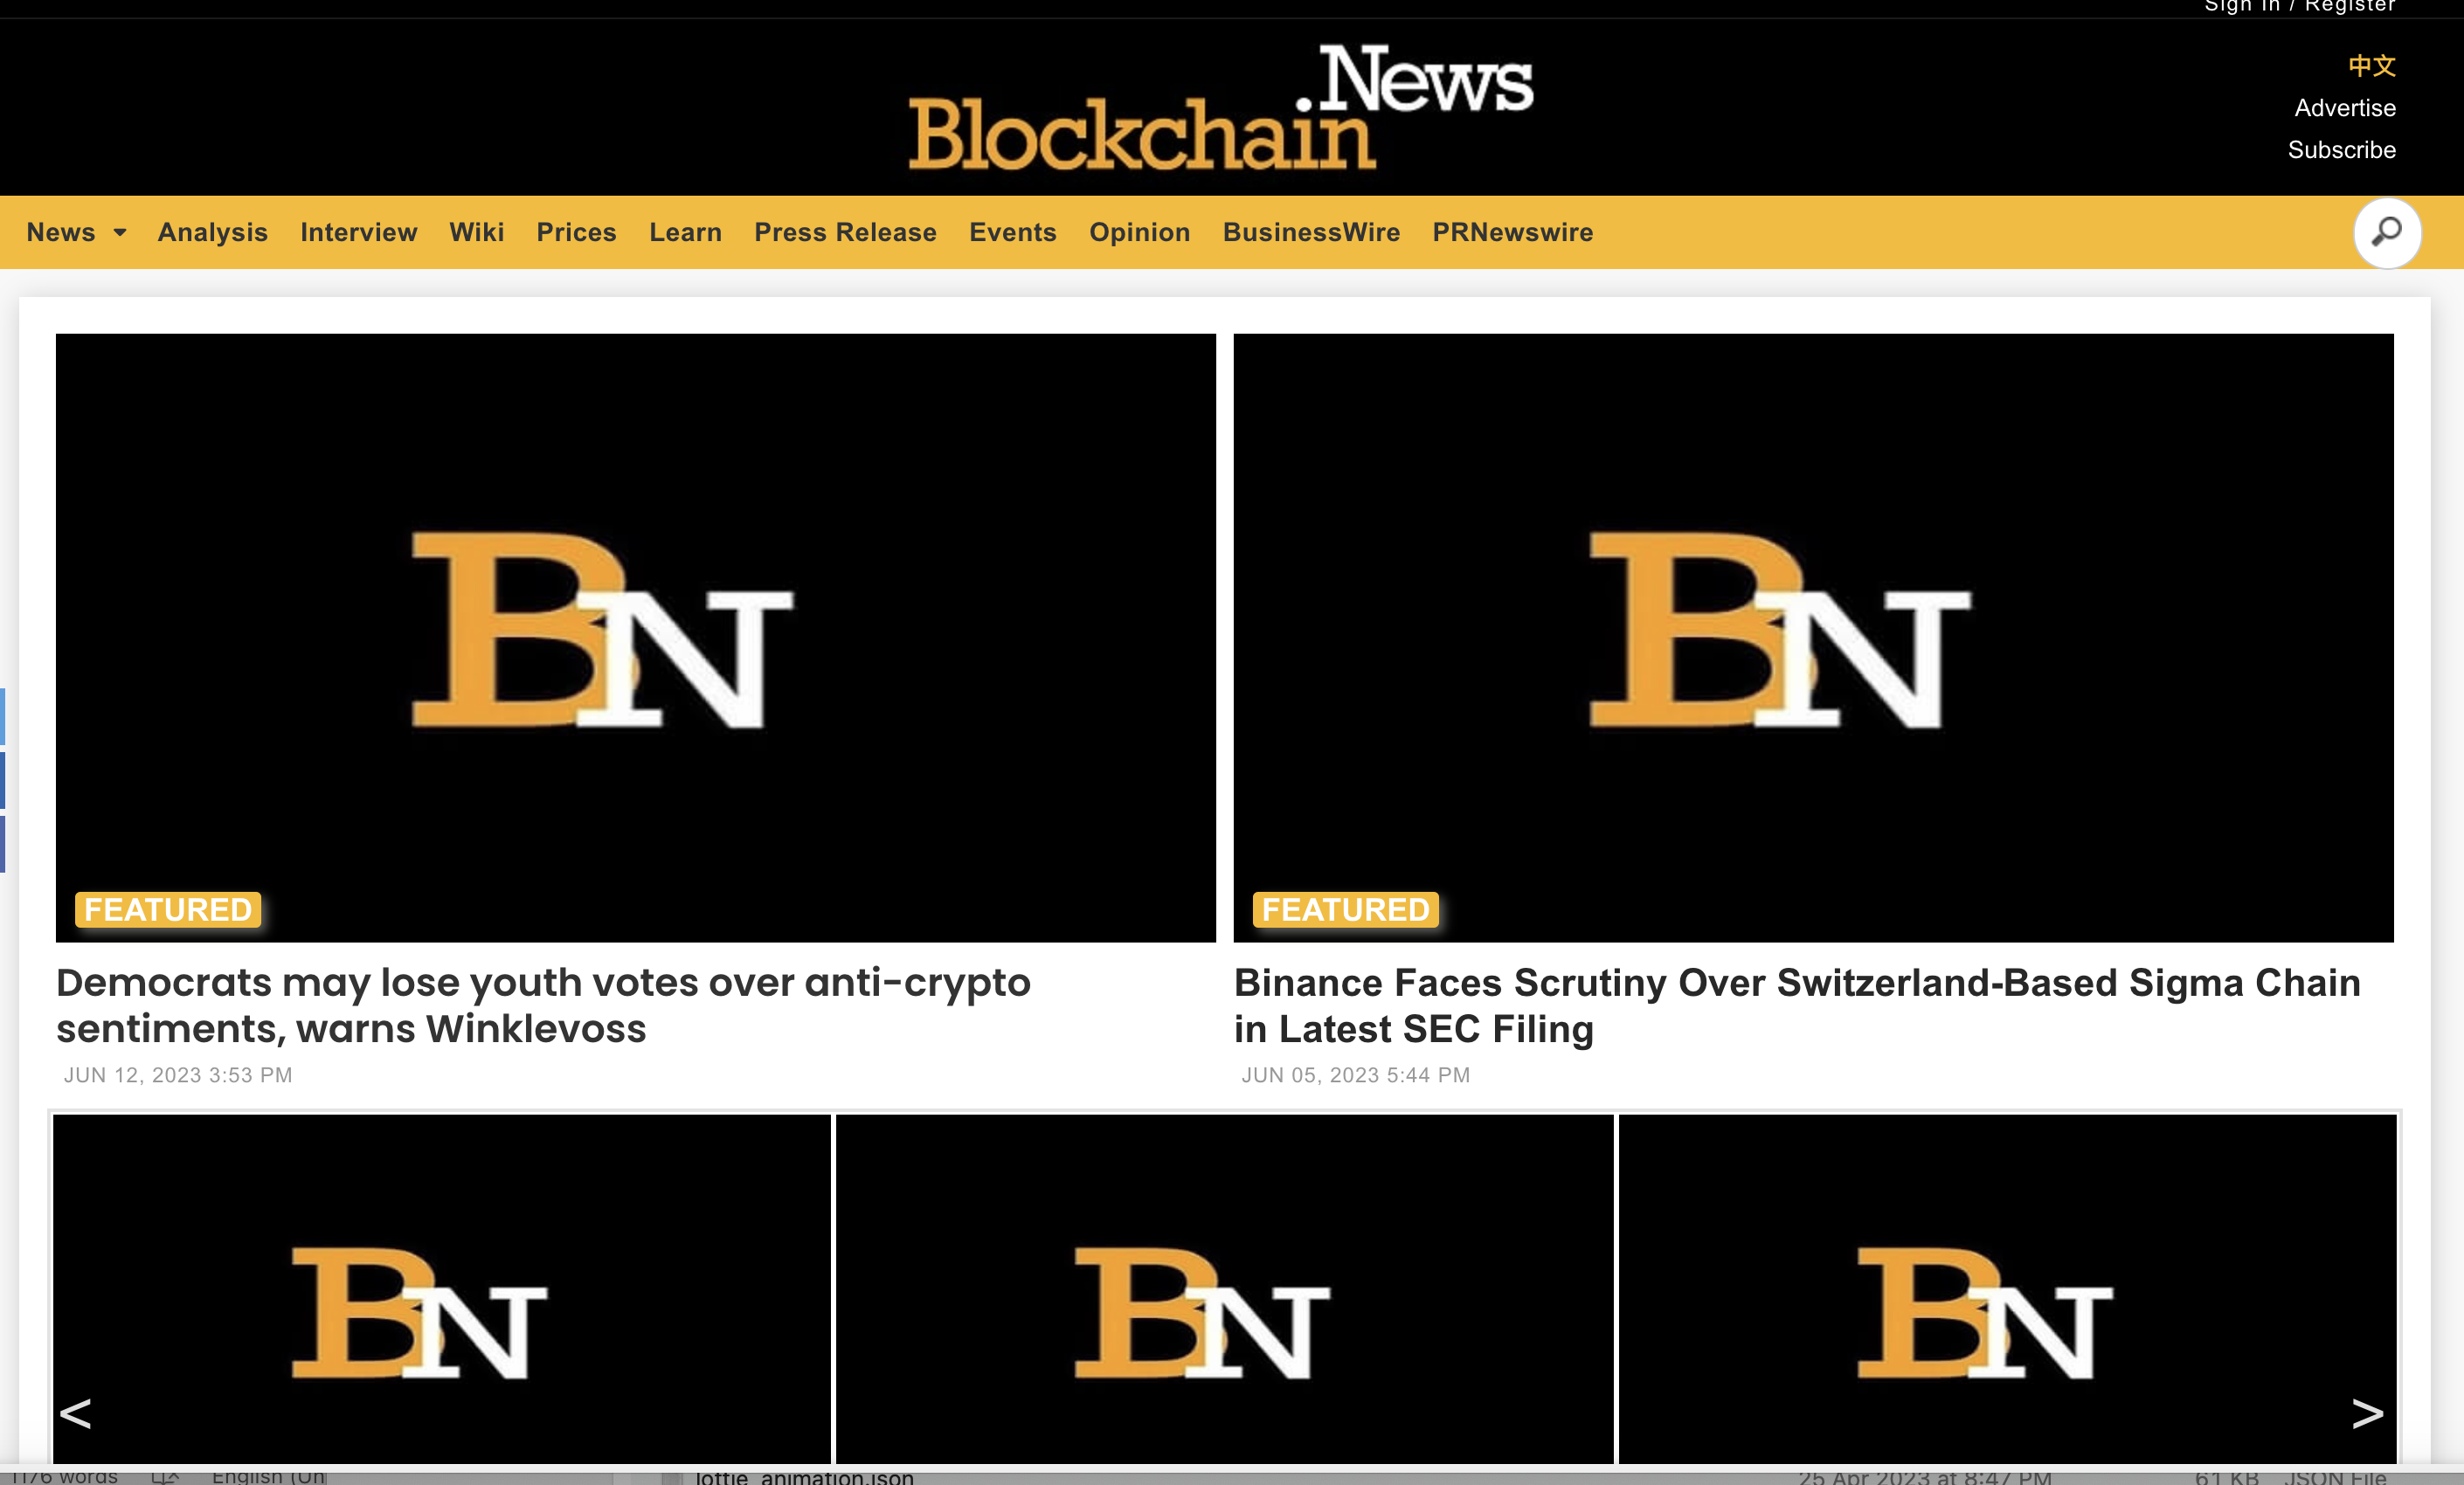 Sign in / Register
Blockchain.News
中文
Advertise
Subscribe
News Analysis Interview Wiki Prices Learn Press Release Events Opinion BusinessWire PRNewswire
BN
BN
FEATURED
FEATURED
Democrats may lose youth votes over anti-crypto
sentiments, warns Winklevoss
JUN 12, 2023 3:53 PM
Binance Faces Scrutiny Over Switzerland-Based Sigma Chain
in Latest SEC Filing
JUN 05, 2023 5:44 PM
BN
BN
BN
<
>
1176 words
English (Un
lottie_animation.json
25 Apr 2023 at 8:47 PM
61 KB
JSON File